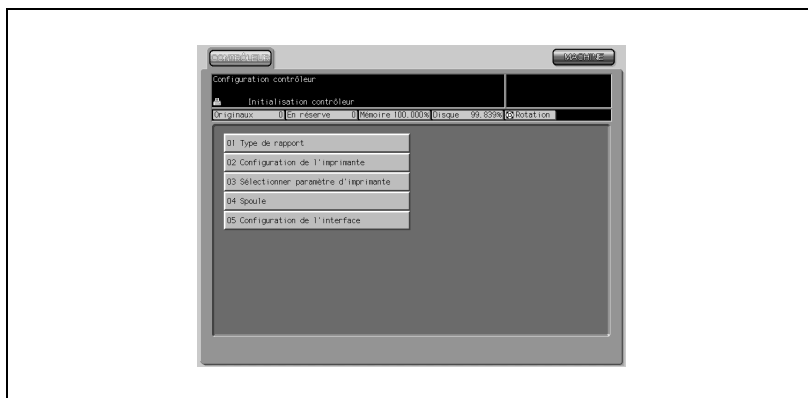 CONTRÔLEUR
MACHINE
Configuration contrôleur
Initialisation contrôleur
Originaux 0 En réserve 0 Mémoire 100.000% Disque 99.839% Rotation
01 Type de rapport
02 Configuration de l'imprimante
03 Sélectionner paramètre d'imprimante
04 Spoule
05 Configuration de l'interface